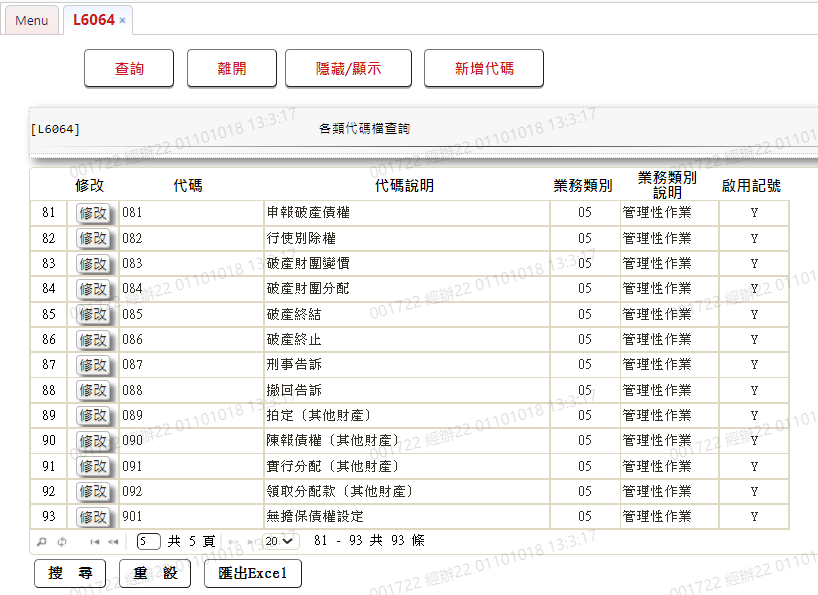 Menu L6064 ×
查詢 離開 隱藏/顯示 新增代碼
[L6064] 各類代碼檔查詢
修改 代碼 代碼說明 業務類別 業務類別說明 啟用記號
81 修改 081 申報破產債權 05 管理性作業 Y
82 修改 082 行使別除權 05 管理性作業 Y
83 修改 083 破產財團變價 05 管理性作業 Y
84 修改 084 破產財團分配 05 管理性作業 Y
85 修改 085 破產終結 05 管理性作業 Y
86 修改 086 破產終止 05 管理性作業 Y
87 修改 087 刑事告訴 05 管理性作業 Y
88 修改 088 撤回告訴 05 管理性作業 Y
89 修改 089 拍定（其他財產） 05 管理性作業 Y
90 修改 090 陳報債權（其他財產） 05 管理性作業 Y
91 修改 091 實行分配（其他財產） 05 管理性作業 Y
92 修改 092 領取分配款（其他財產） 05 管理性作業 Y
93 修改 901 無擔保債權設定 05 管理性作業 Y
5 共 5 頁 20 81 - 93 共 93 條
搜 尋 重 設 匯出Excel
001722 經辦22 01101018 13:3:17